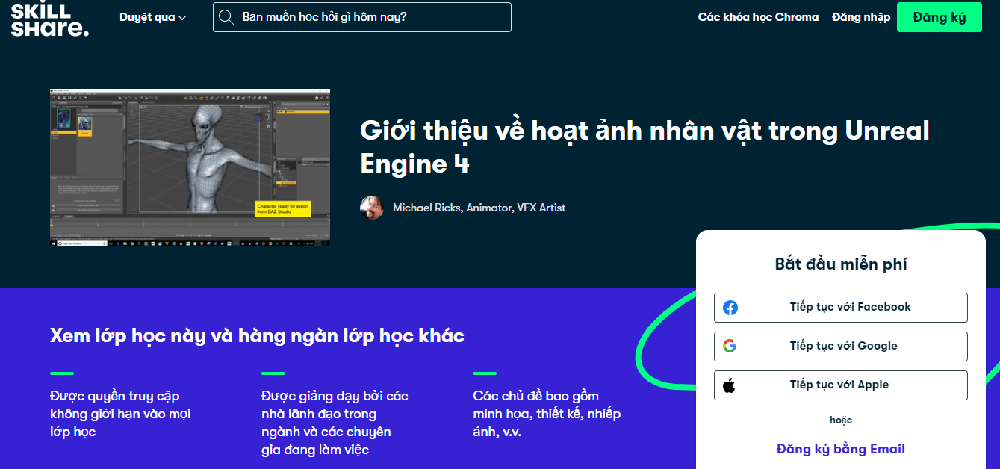 SKILL
SHare.
Duyệt qua
Bạn muốn học hỏi gì hôm nay?
Các khóa học Chroma
Đăng nhập
Đăng ký
Giới thiệu về hoạt ảnh nhân vật trong Unreal
Engine 4
Michael Ricks, Animator, VFX Artist
Character ready for export
from DAZ Studio
Bắt đầu miễn phí
Tiếp tục với Facebook
Tiếp tục với Google
Tiếp tục với Apple
hoặc
Đăng ký bằng Email
Xem lớp học này và hàng ngàn lớp học khác
Được quyền truy cập
không giới hạn vào mọi
lớp học
Được giảng dạy bởi các
nhà lãnh đạo trong
ngành và các chuyên
gia đang làm việc
Các chủ đề bao gồm
minh họa, thiết kế, nhiếp
ảnh, v.v.